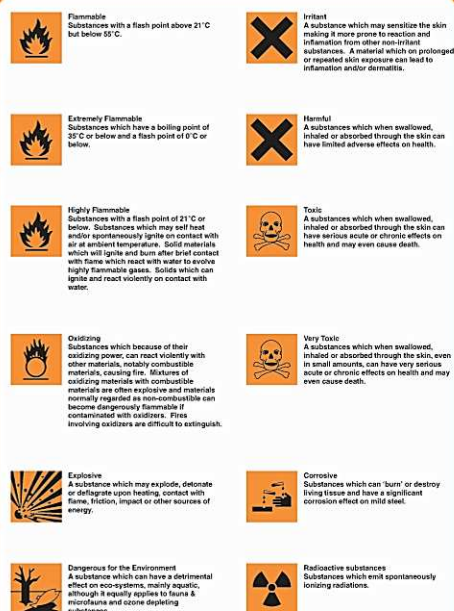 Flammable
Substances with a flash point above 21°C
but below 55°C.
Extremely Flammable
Substances which have a boiling point of
35°C or below and a flash point of 0°C or
below.
Highly Flammable
Substances with a flash point of 21°C or
below. Substances which may self heat
and/or spontaneously ignite on contact with
air at ambient temperature. Solid materials
which will ignite and burn after brief contact
with flame which react with water to evolve
highly flammable gases. Solids which can
ignite and react violently on contact with
water.
Oxidizing
Substances which because of their
oxidizing power, can react violently with
other materials, notably combustible
materials, causing fire. Mixtures of
oxidizing materials with combustible
materials are often explosive and materials
normally regarded as non-combustible can
become dangerously flammable if
contaminated with oxidizers. Fires
involving oxidizers are difficult to extinguish.
Explosive
A substance which may explode, detonate
or deflagrate upon heating, contact with
flame, friction, impact or other sources of
energy.
Dangerous for the Environment
A substance which can have a detrimental
effect on eco-systems, mainly aquatic,
although it equally applies to fauna &
microfauna and ozone depleting
substances
Irritant
A substance which may sensitize the skin
making it more prone to reaction and
inflamation from other non-irritant
substances. A material which on prolonged
or repeated skin exposure can lead to
inflamation and/or dermatitis.
Harmful
A substances which when swallowed,
inhaled or absorbed through the skin can
have limited adverse effects on health.
Toxic
A substances which when swallowed,
inhaled or absorbed through the skin can
have serious acute or chronic effects on
health and may even cause death.
Very Toxic
A substances which when swallowed,
inhaled or absorbed through the skin, even
in small amounts, can have very serious
acute or chronic effects on health and may
even cause death.
Corrosive
Substances which can 'burn' or destroy
living tissue and have a significant
corrosion effect on mild steel.
Radioactive substances
Substances which emit spontaneously
ionizing radiations.